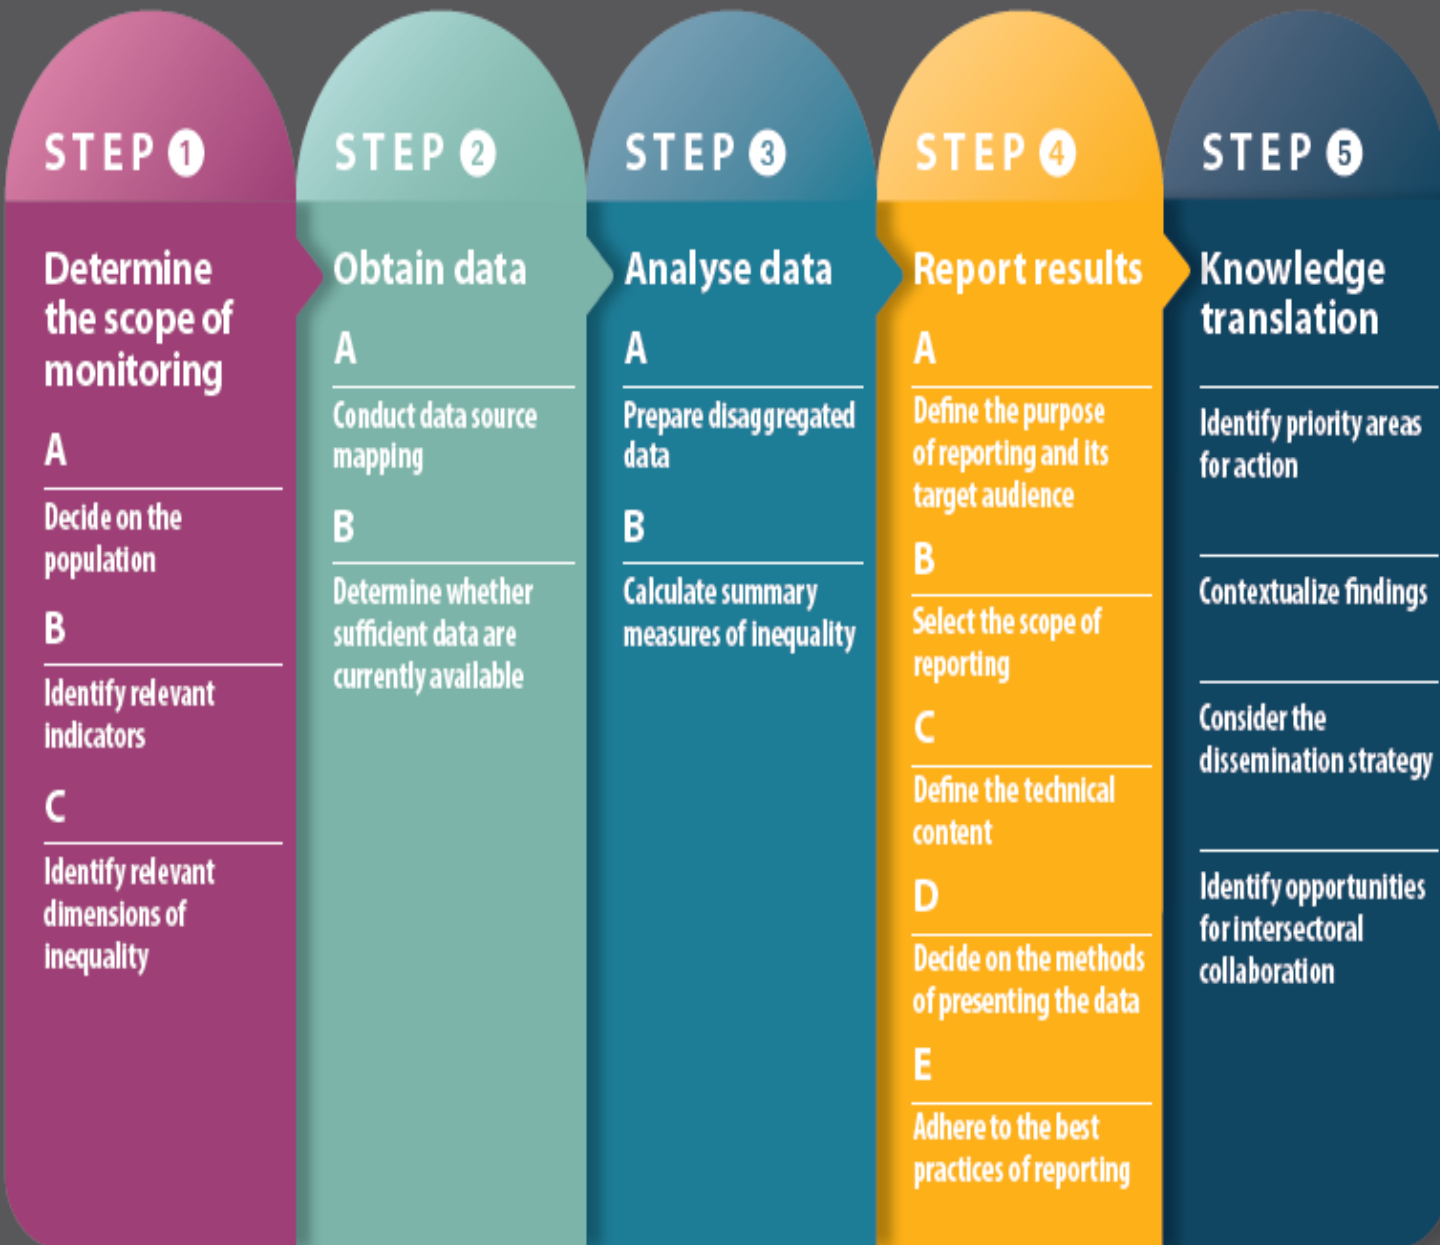 STEP 1
Determine
the scope of
monitoring
A
Decide on the
population
B
Identify relevant
indicators
C
Identify relevant
dimensions of
inequality
STEP 2
Obtain data
A
Conduct data source
mapping
B
Determine whether
sufficient data are
currently available
STEP 3
Analyse data
A
Prepare disaggregated
data
B
Calculate summary
measures of inequality
STEP 4
Report results
A
Define the purpose
of reporting and its
target audience
B
Select the scope of
reporting
C
Define the technical
content
D
Decide on the methods
of presenting the data
E
Adhere to the best
practices of reporting
STEP 5
Knowledge
translation
Identify priority areas
for action
Contextualize findings
Consider the
dissemination strategy
Identify opportunities
for intersectoral
collaboration